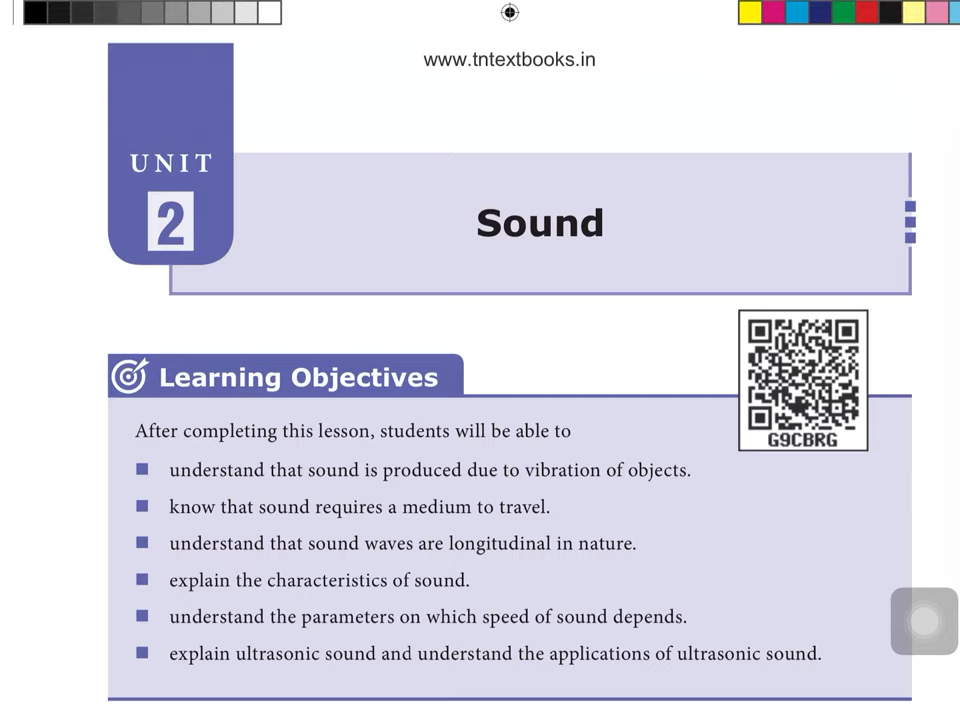 www.tntextbooks.in
UNIT
2
Sound
G9CBRG
Learning Objectives
After completing this lesson, students will be able to
understand that sound is produced due to vibration of objects.
know that sound requires a medium to travel.
understand that sound waves are longitudinal in nature.
explain the characteristics of sound.
understand the parameters on which speed of sound depends.
explain ultrasonic sound and understand the applications of ultrasonic sound.